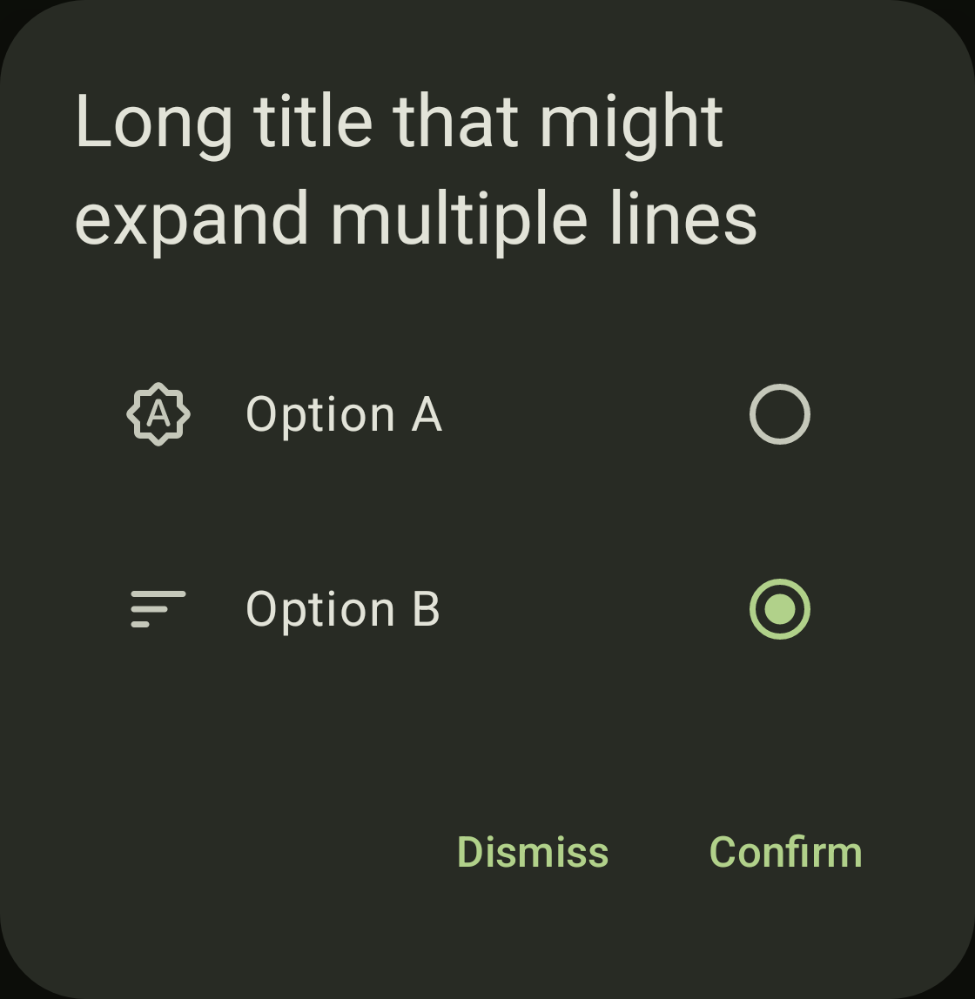 Long title that might
expand multiple lines
A Option A
Option B
Dismiss Confirm